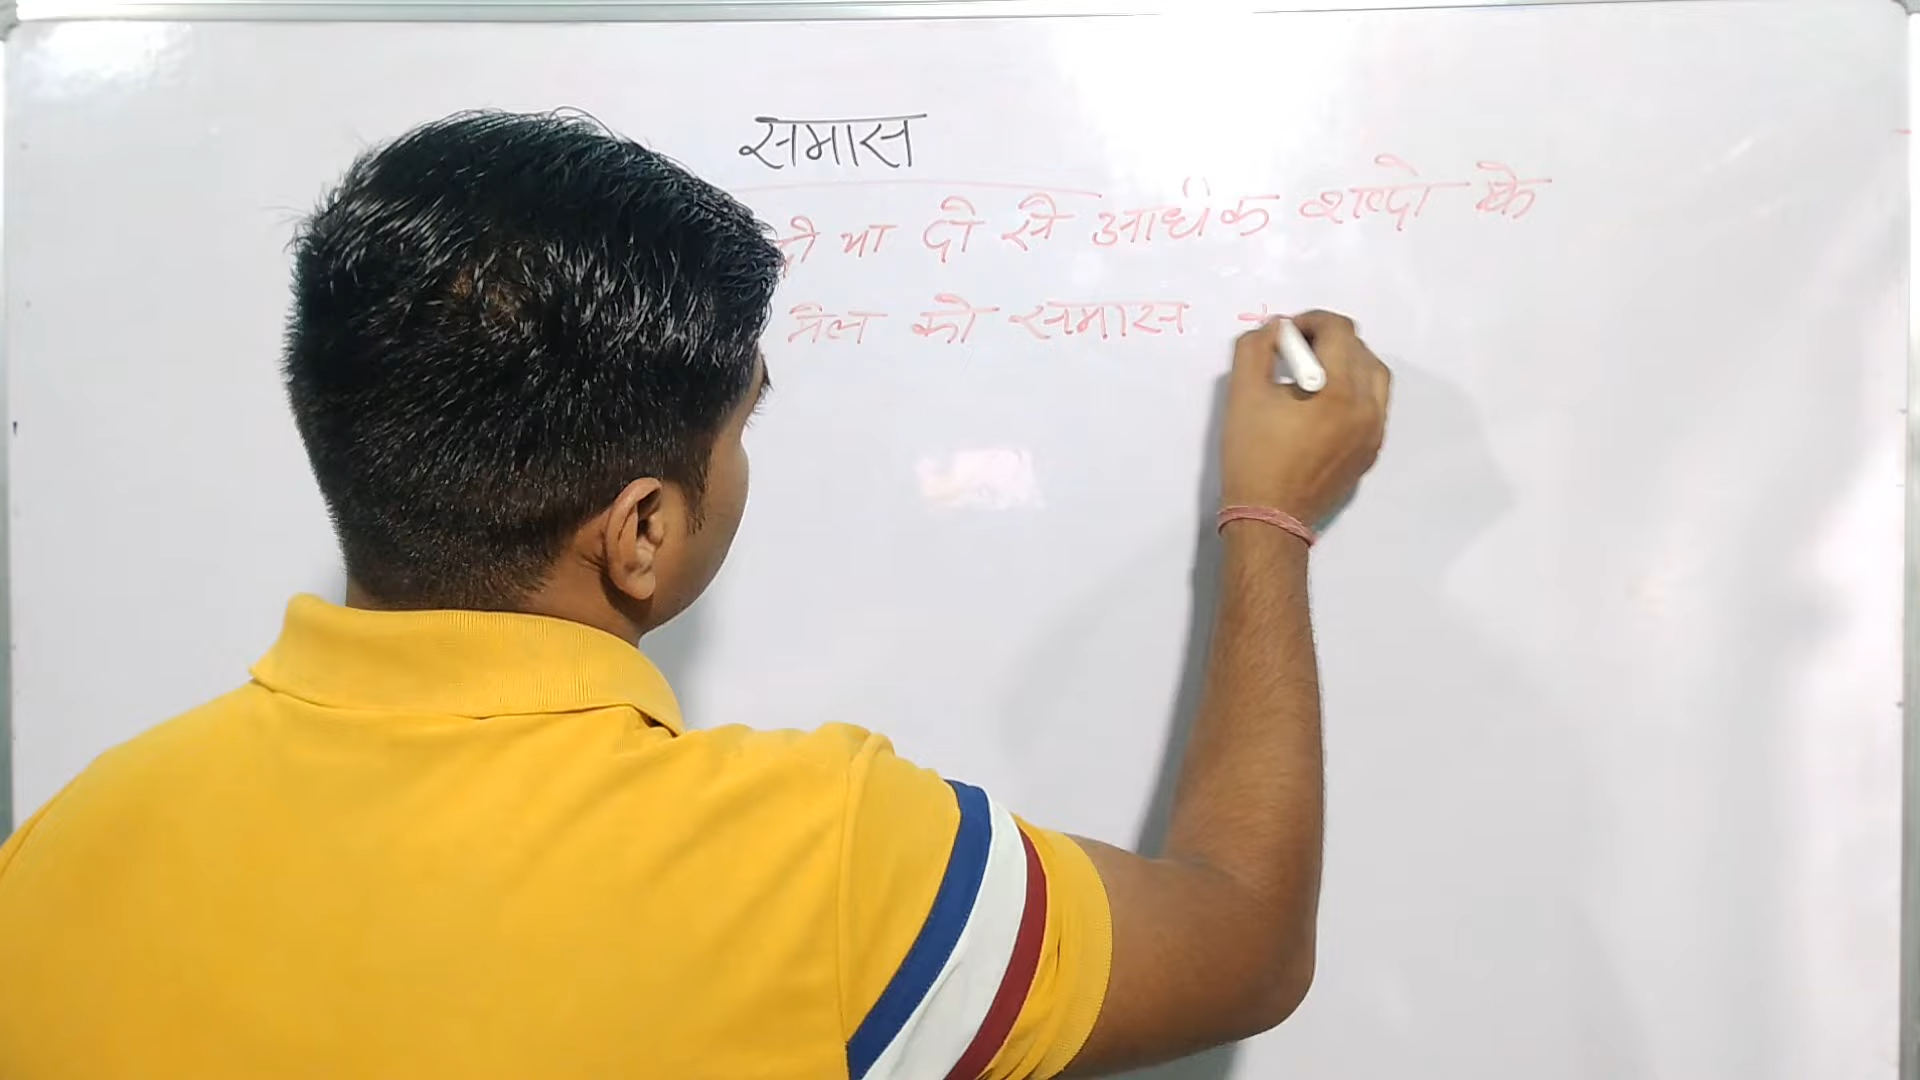 समास
दो या दो से अधिक शब्दो के
मेल को समास